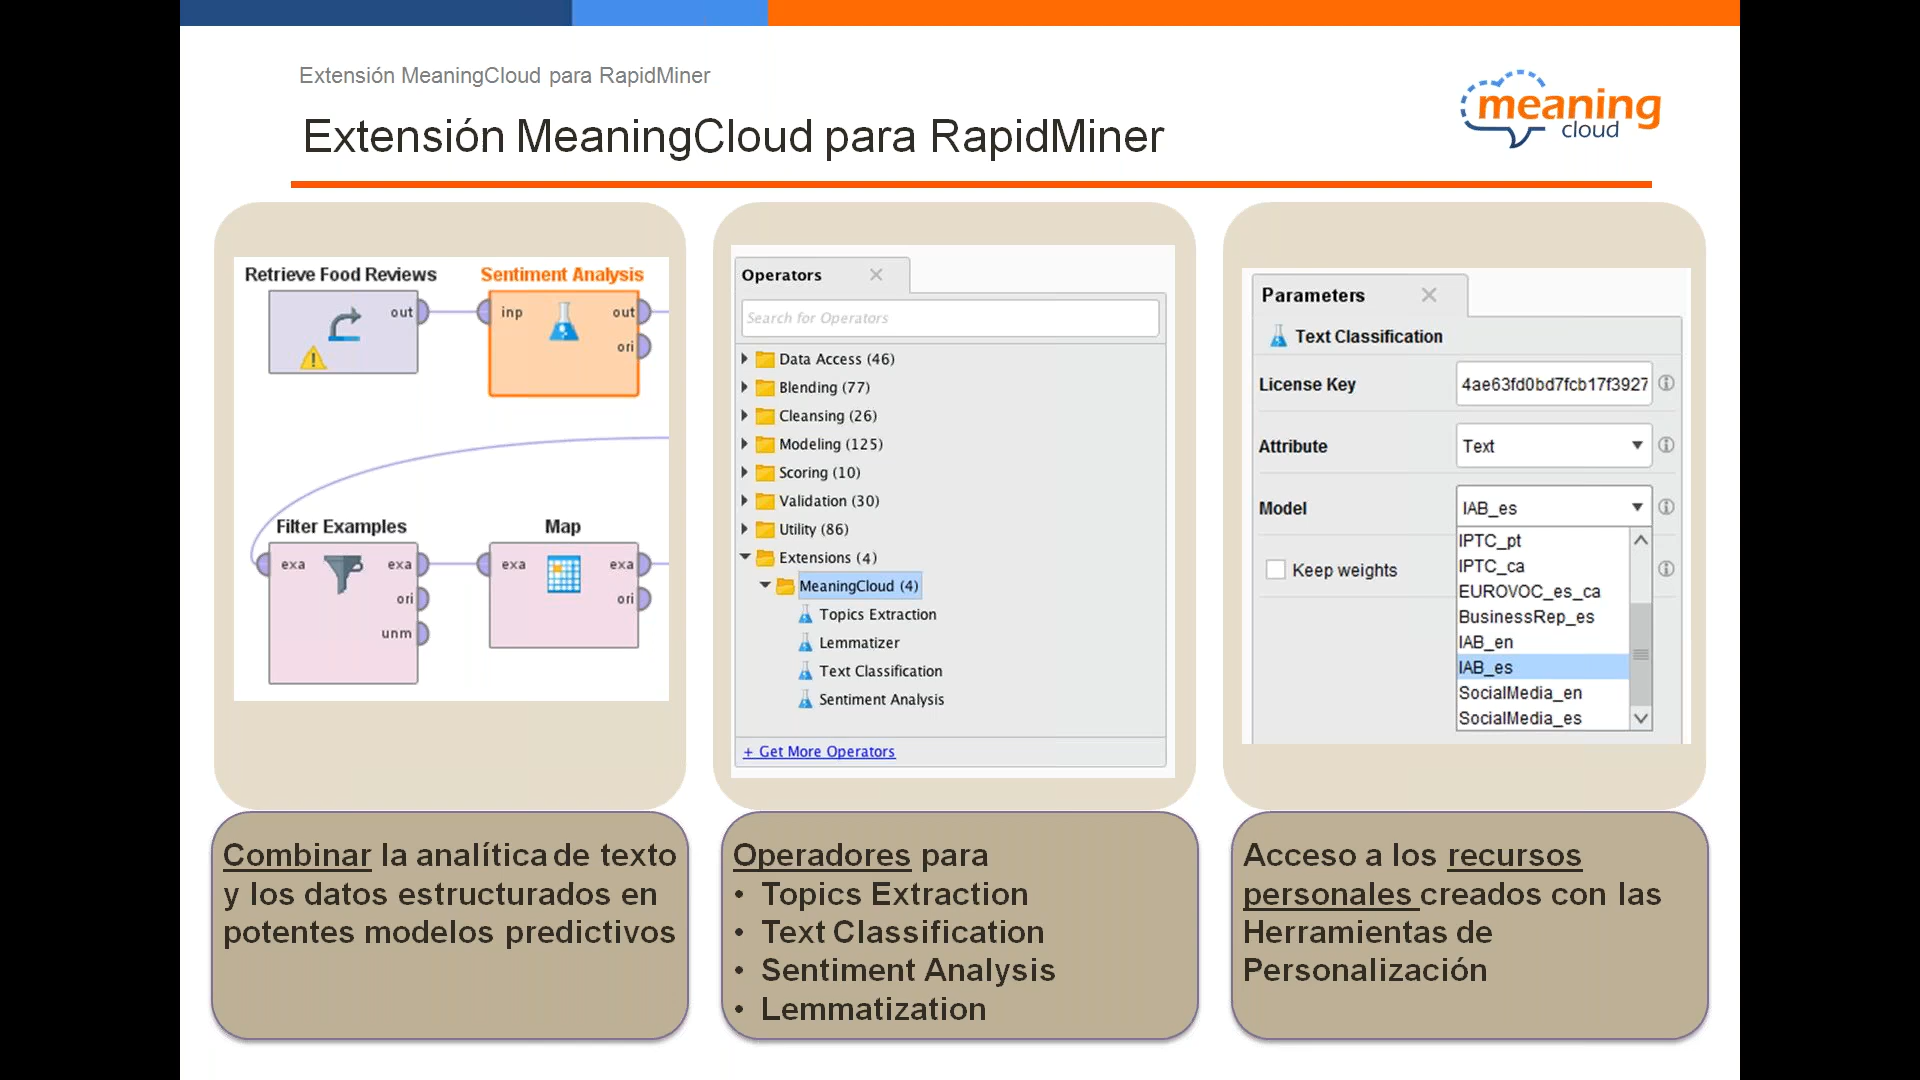 Extensión MeaningCloud para RapidMiner
Extensión MeaningCloud para RapidMiner
meaning
cloud
Retrieve Food Reviews
out
Sentiment Analysis
inp
out
ori
Filter Examples
exa
exa
ori
unm
Map
exa
exa
ori
Operators
Search for Operators
Data Access (46)
Blending (77)
Cleansing (26)
Modeling (125)
Scoring (10)
Validation (30)
Utility (86)
Extensions (4)
MeaningCloud (4)
Topics Extraction
Lemmatizer
Text Classification
Sentiment Analysis
+ Get More Operators
Parameters
Text Classification
License Key
4ae63fd0bd7fcb17f3927
Attribute
Text
Model
IAB_es
Keep weights
IPTC_pt
IPTC_ca
EUROVOC_es_ca
BusinessRep_es
IAB_en
IAB_es
SocialMedia_en
SocialMedia_es
Combinar la analítica de texto
y los datos estructurados en
potentes modelos predictivos
Operadores para
• Topics Extraction
• Text Classification
• Sentiment Analysis
• Lemmatization
Acceso a los recursos
personales creados con las
Herramientas de
Personalización